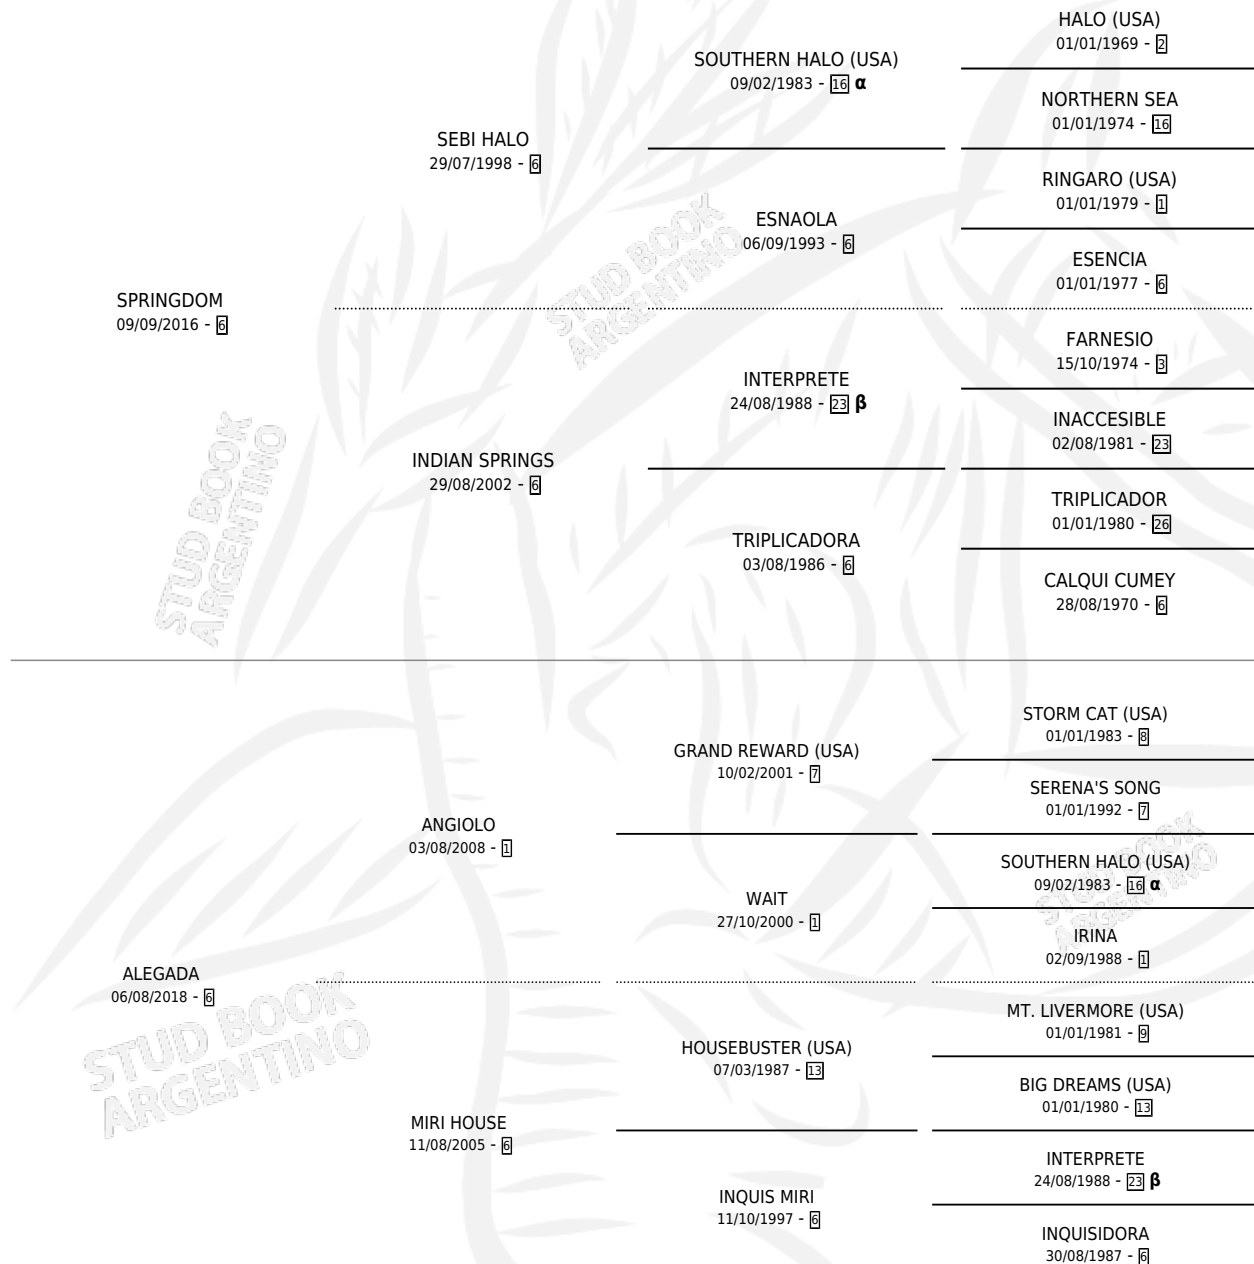 HALO (USA)
01/01/1969 - 2
SOUTHERN HALO (USA)
09/02/1983 - 16 α
NORTHERN SEA
01/01/1974 - 16
SEBI HALO
29/07/1998 - 6
RINGARO (USA)
01/01/1979 - 1
ESNAOLA
06/09/1993 - 6
ESENCIA
01/01/1977 - 6
SPRINGDOM
09/09/2016 - 6
FARNESIO
15/10/1974 - 3
INTERPRETE
24/08/1988 - 23 β
INACCESIBLE
02/08/1981 - 23
INDIAN SPRINGS
29/08/2002 - 6
TRIPLICADOR
01/01/1980 - 26
TRIPLICADORA
03/08/1986 - 6
CALQUI CUMEY
28/08/1970 - 6
STORM CAT (USA)
01/01/1983 - 8
GRAND REWARD (USA)
10/02/2001 - 7
SERENA'S SONG
01/01/1992 - 7
ANGIOLO
03/08/2008 - 1
SOUTHERN HALO (USA)
09/02/1983 - 16 α
WAIT
27/10/2000 - 1
IRINA
02/09/1988 - 1
ALEGADA
06/08/2018 - 6
MT. LIVERMORE (USA)
01/01/1981 - 9
HOUSEBUSTER (USA)
07/03/1987 - 13
BIG DREAMS (USA)
01/01/1980 - 13
MIRI HOUSE
11/08/2005 - 6
INTERPRETE
24/08/1988 - 23 β
INQUIS MIRI
11/10/1997 - 6
INQUISIDORA
30/08/1987 - 6
STUD BOOK
ARGENTINO
STUD BOOK
ARGENTINO
STUD BOOK
ARGENTINO
STUD BOOK
ARGENTINO